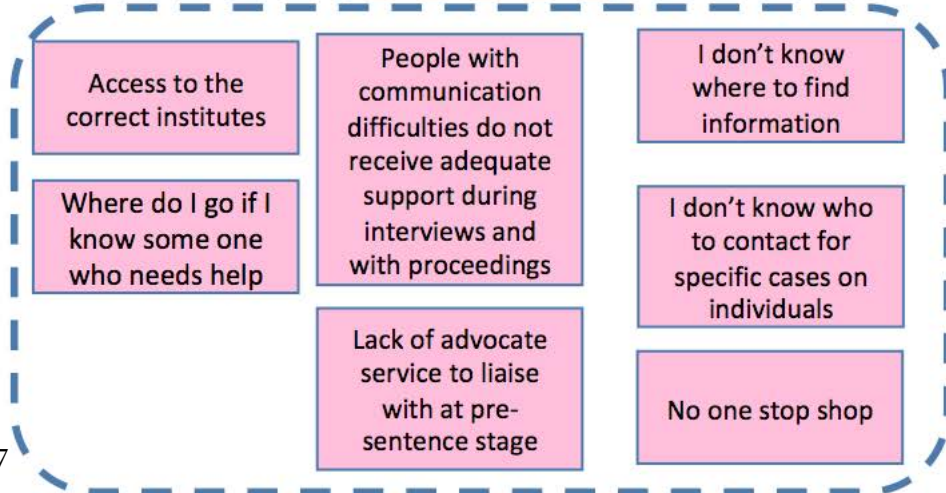 Access to the
correct institutes
Where do I go if I
know some one
who needs help
People with
communication
difficulties do not
receive adequate
support during
interviews and
with proceedings
Lack of advocate
service to liaise
with at pre-
sentence stage
I don’t know
where to find
information
I don’t know who
to contact for
specific cases on
individuals
No one stop shop
7